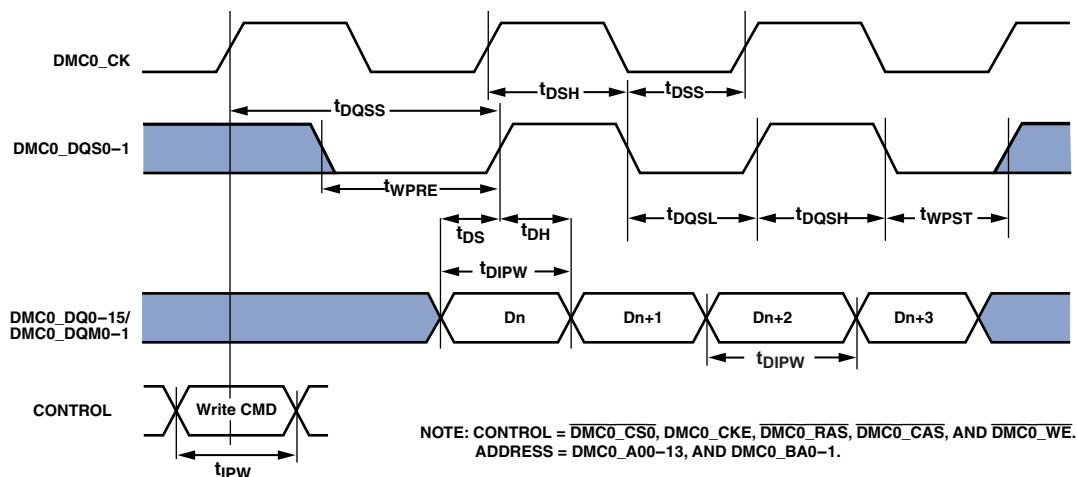 DMC0_CK
tDSH
tDSS
tDQSS
DMC0_DQS0–1
tWPRE
tDQSL
tDQSH
tWPST
tDS
tDH
tDIPW
DMC0_DQ0–15/
DMC0_DQM0–1
Dn
Dn+1
Dn+2
Dn+3
tDIPW
CONTROL
Write CMD
tIPW
NOTE: CONTROL = DMC0_CS0, DMC0_CKE, DMC0_RAS, DMC0_CAS, AND DMC0_WE.
ADDRESS = DMC0_A00–13, AND DMC0_BA0–1.